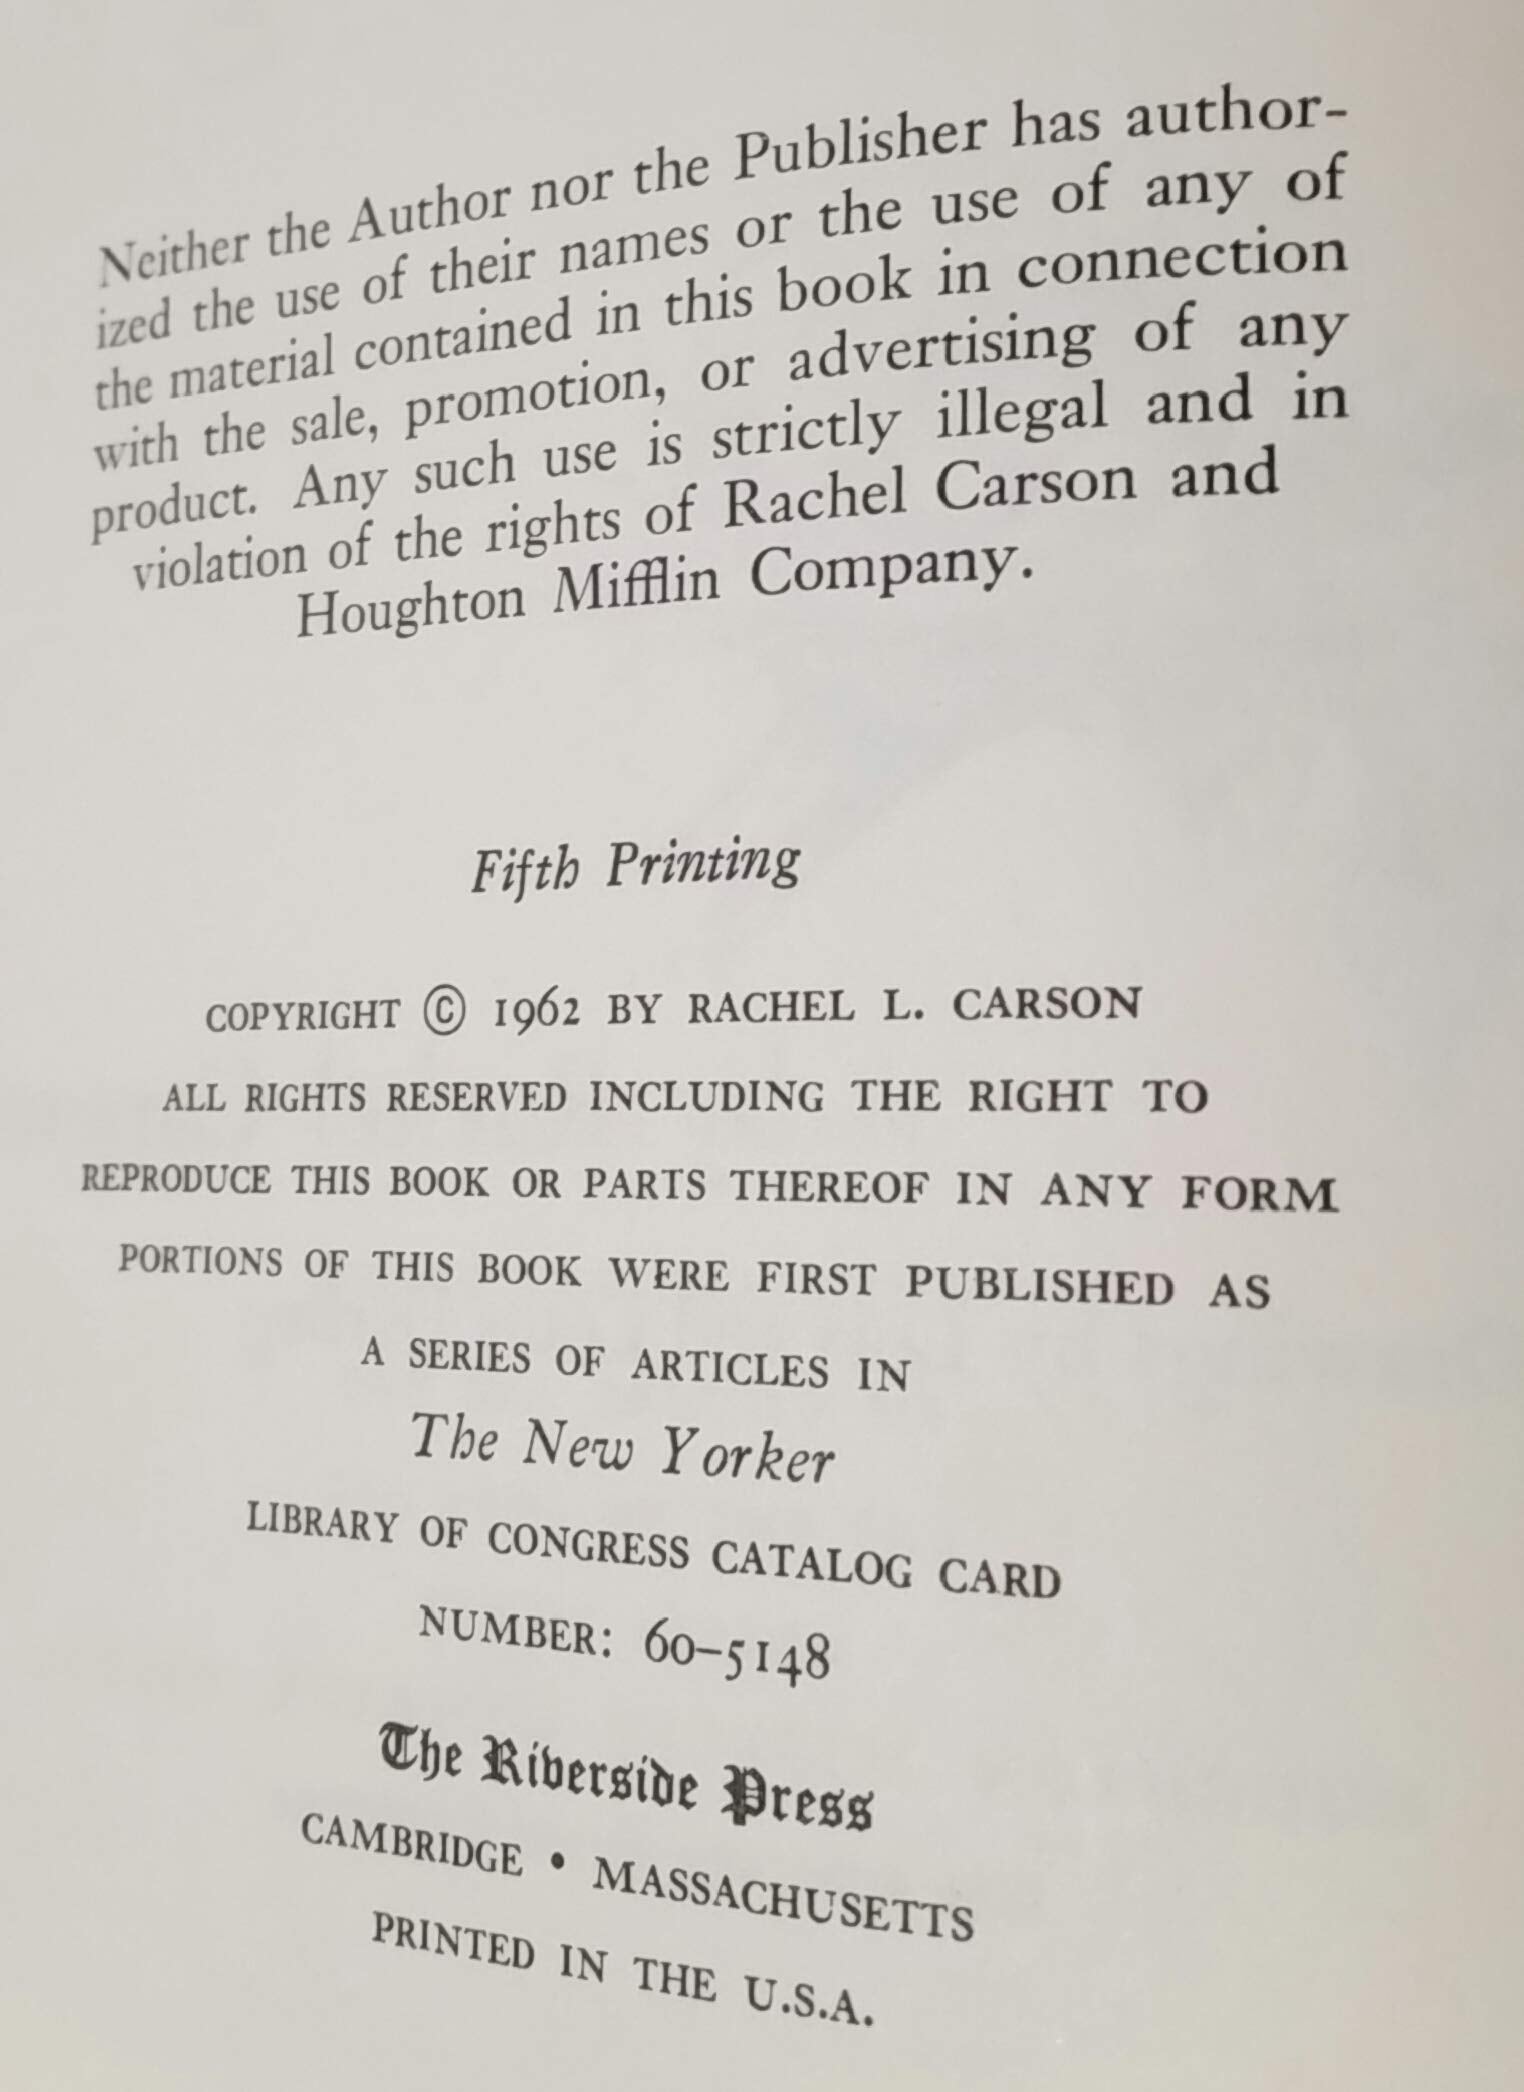 Neither the Author nor the Publisher has author-
ized the use of their names or the use of any of
the material contained in this book in connection
with the sale, promotion, or advertising of any
product. Any such use is strictly illegal and in
violation of the rights of Rachel Carson and
Houghton Mifflin Company.
Fifth Printing
COPYRIGHT © 1962 BY RACHEL L. CARSON
ALL RIGHTS RESERVED INCLUDING THE RIGHT TO
REPRODUCE THIS BOOK OR PARTS THEREOF IN ANY FORM
PORTIONS OF THIS BOOK WERE FIRST PUBLISHED AS
A SERIES OF ARTICLES IN
The New Yorker
LIBRARY OF CONGRESS CATALOG CARD
NUMBER: 60–5148
The Riverside Press
CAMBRIDGE • MASSACHUSETTS
PRINTED IN THE U.S.A.